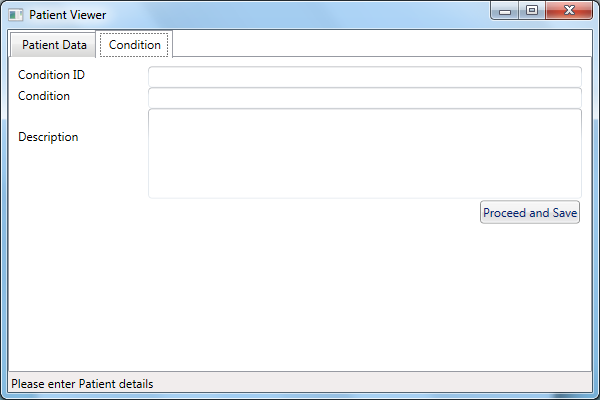 Patient Viewer
Patient Data
Condition
Condition ID
Condition
Description
Proceed and Save
Please enter Patient details